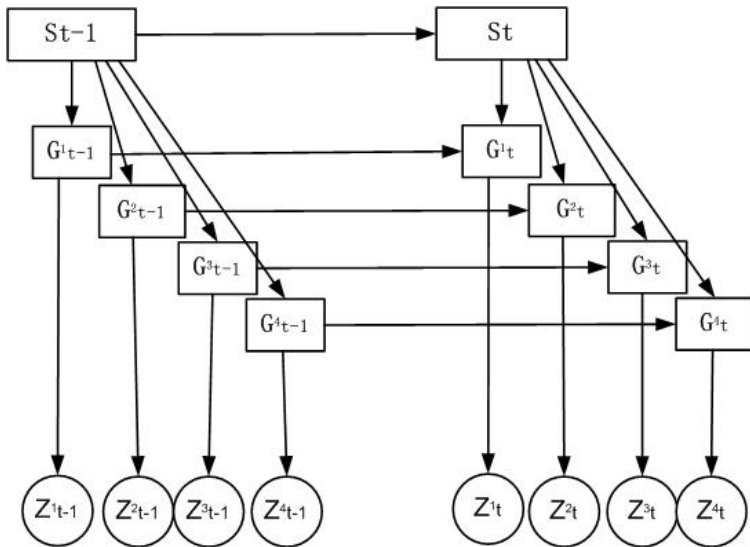 St-1
St
G¹t-1
G¹t
G²t-1
G²t
G³t-1
G³t
G⁴t-1
G⁴t
Z¹t-1
Z²t-1
Z³t-1
Z⁴t-1
Z¹t
Z²t
Z³t
Z⁴t